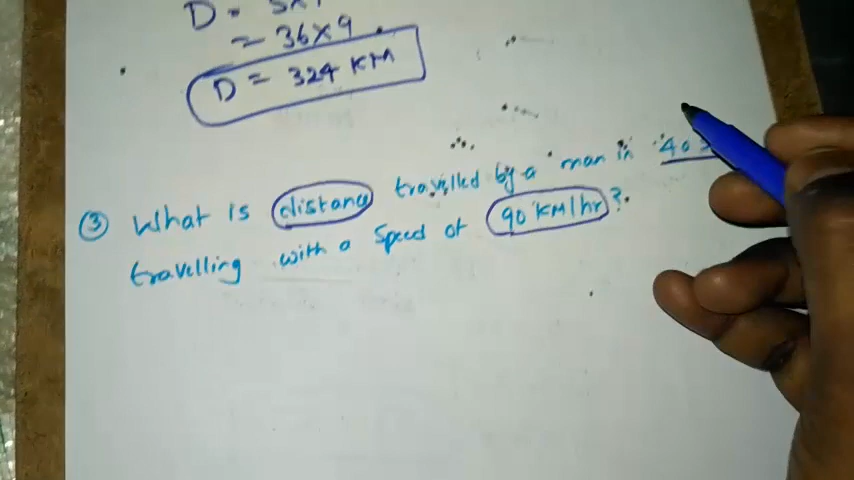 D =
= 36×9
D = 324 KM
③ What is distance travelled by a man in 40
travelling with a speed of 90 KM/hr?